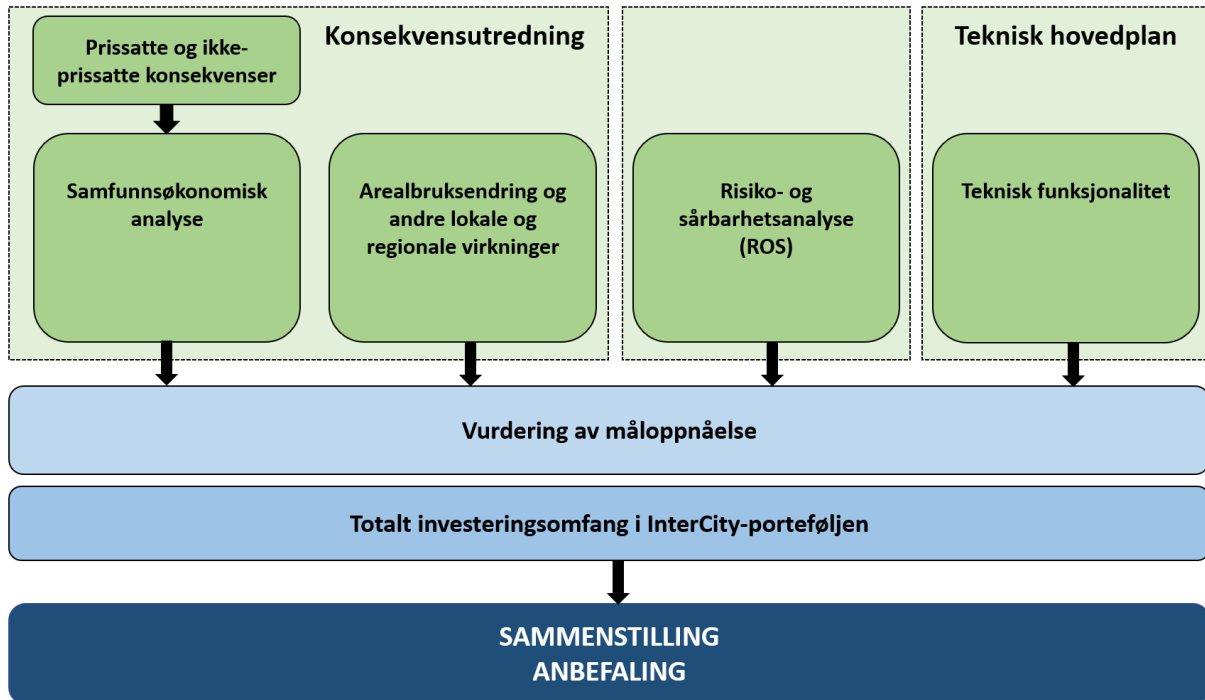 Konsekvensutredning
Prissatte og ikke-
prissatte konsekvenser
Samfunnsøkonomisk
analyse
Arealbruksendring og
andre lokale og
regionale virkninger
Risiko- og
sårbarhetsanalyse
(ROS)
Teknisk hovedplan
Teknisk funksjonalitet
Vurdering av måloppnåelse
Totalt investeringsomfang i InterCity-porteføljen
SAMMENSTILLING
ANBEFALING